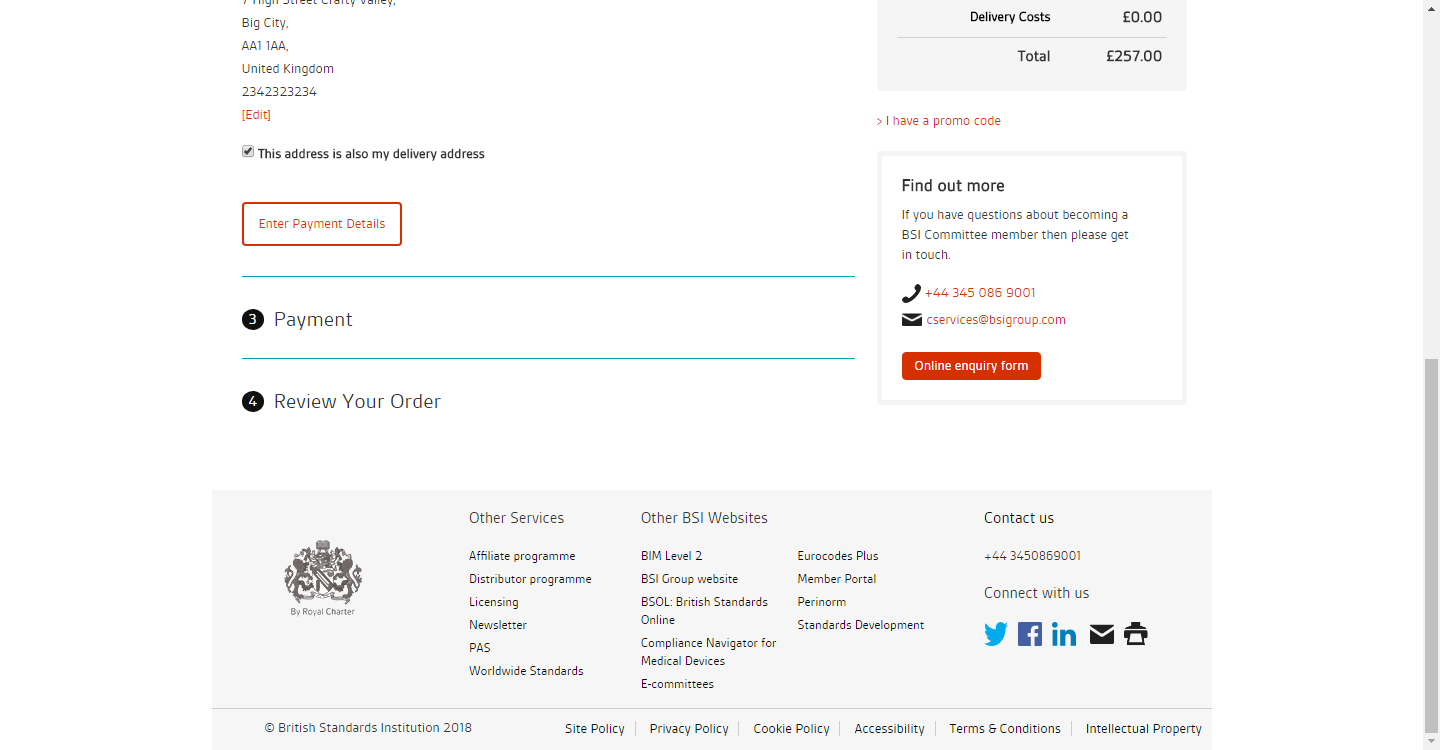 7 High Street Crafty Valley,
Big City,
AA1 1AA,
United Kingdom
2342323234
[Edit]
This address is also my delivery address
Enter Payment Details
3 Payment
4 Review Your Order
Delivery Costs £0.00
Total £257.00
> I have a promo code
Find out more
If you have questions about becoming a
BSI Committee member then please get
in touch.
+44 345 086 9001
cservices@bsigroup.com
Online enquiry form
By Royal Charter
Other Services
Affiliate programme
Distributor programme
Licensing
Newsletter
PAS
Worldwide Standards
Other BSI Websites
BIM Level 2
BSI Group website
BSOL: British Standards
Online
Compliance Navigator for
Medical Devices
E-committees
Eurocodes Plus
Member Portal
Perinorm
Standards Development
Contact us
+44 3450869001
Connect with us
© British Standards Institution 2018
Site Policy
Privacy Policy
Cookie Policy
Accessibility
Terms & Conditions
Intellectual Property